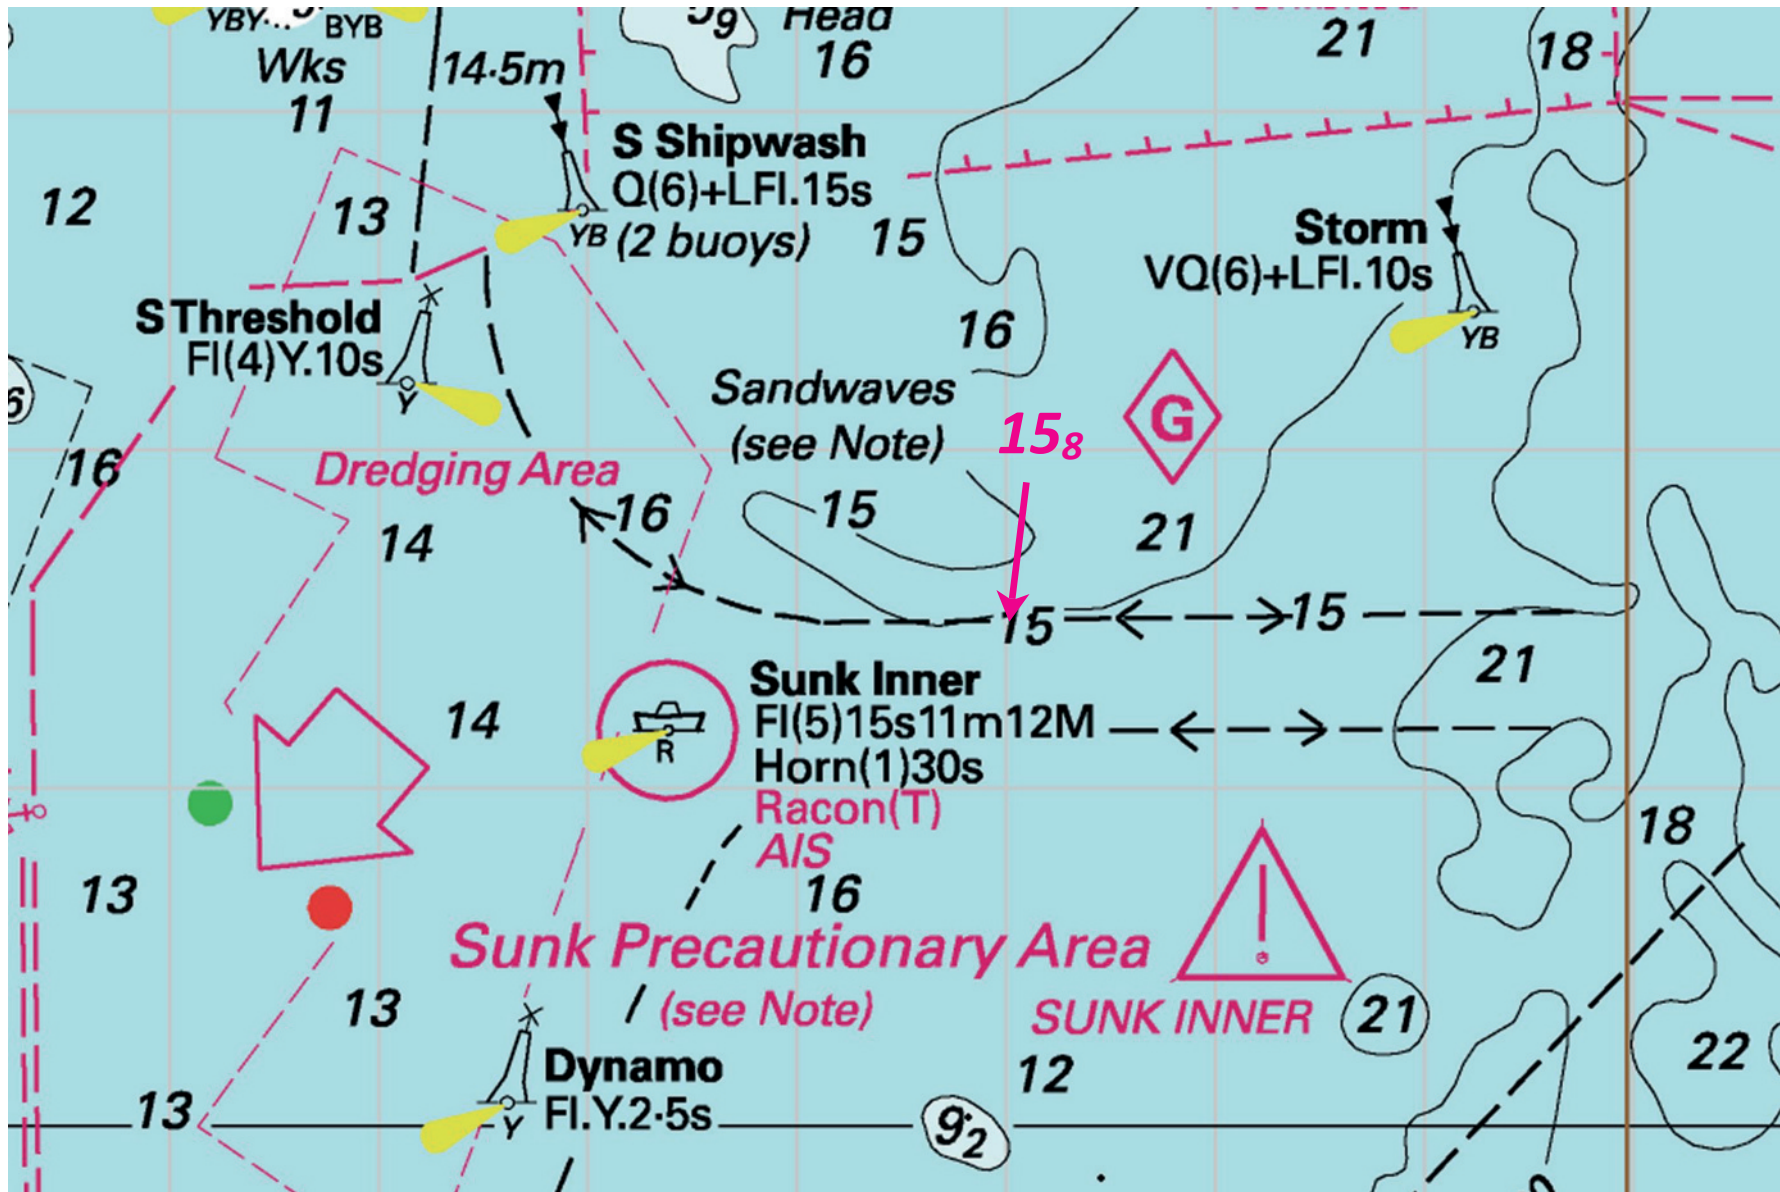 YBY...
BYB
Wks
11
14·5m
5₉
Head
16
21
18
S Shipwash
Q(6)+LFl.15s
YB (2 buoys)
15
12
13
Storm
VQ(6)+LFl.10s
YB
S Threshold
Fl(4)Y.10s
Y
16
Sandwaves
(see Note)
15₈
G
6
16
Dredging Area
16
15
21
14
15
15
21
Sunk Inner
Fl(5)15s11m12M
Horn(1)30s
Racon(T)
AIS
R
14
16
18
13
Sunk Precautionary Area
(see Note)
!
SUNK INNER
21
13
22
12
Dynamo
Fl.Y.2·5s
Y
13
9₂